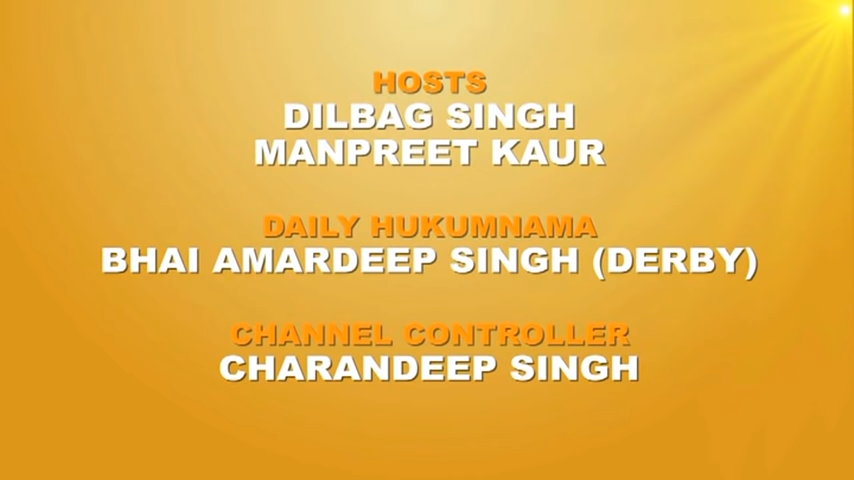 HOSTS
DILBAG SINGH
MANPREET KAUR
DAILY HUKUMNAMA
BHAI AMARDEEP SINGH (DERBY)
CHANNEL CONTROLLER
CHARANDEEP SINGH